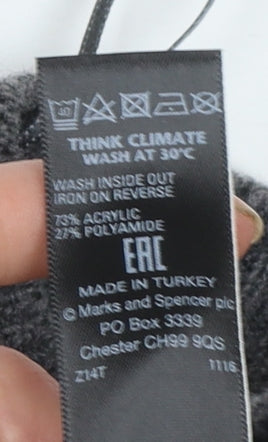 40
THINK CLIMATE
WASH AT 30°C
WASH INSIDE OUT
IRON ON REVERSE
73% ACRYLIC
27% POLYAMIDE
EAC
MADE IN TURKEY
© Marks and Spencer plc
PO Box 3339
Chester CH99 9QS
Z14T 1116